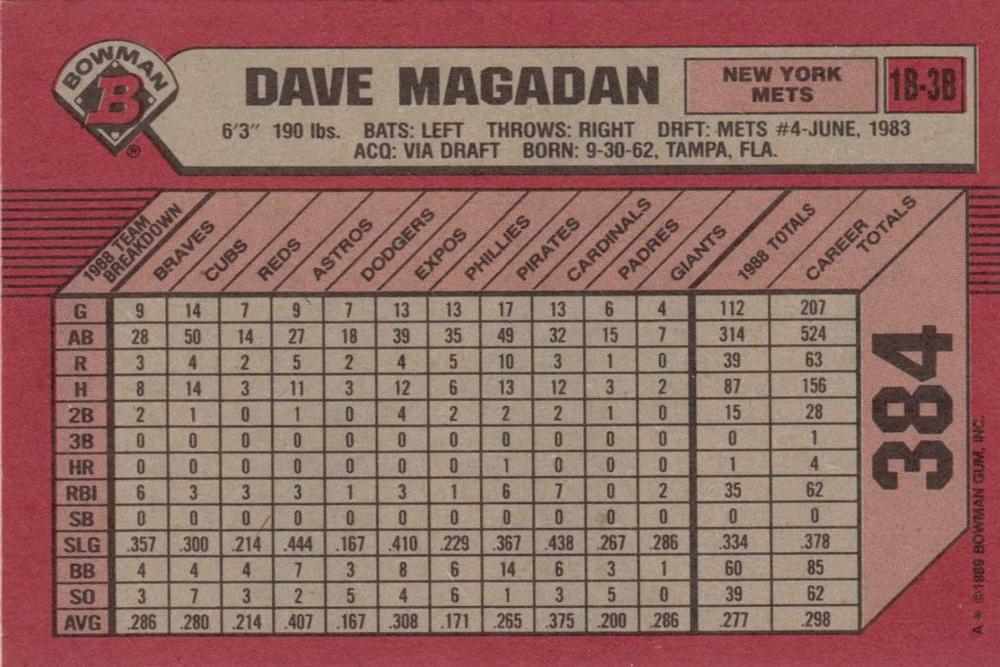 BOWMAN
B
®
DAVE MAGADAN
NEW YORK
METS
1B-3B
6'3" 190 lbs. BATS: LEFT THROWS: RIGHT DRFT: METS #4-JUNE, 1983
ACQ: VIA DRAFT BORN: 9-30-62, TAMPA, FLA.
1988 TEAM BREAKDOWN BRAVES CUBS REDS ASTROS DODGERS EXPOS PHILLIES PIRATES CARDINALS PADRES GIANTS 1988 TOTALS CAREER TOTALS
G 9 14 7 9 7 13 13 17 13 6 4 112 207
AB 28 50 14 27 18 39 35 49 32 15 7 314 524
R 3 4 2 5 2 4 5 10 3 1 0 39 63
H 8 14 3 11 3 12 6 13 12 3 2 87 156
2B 2 1 0 1 0 4 2 2 2 1 0 15 28
3B 0 0 0 0 0 0 0 0 0 0 0 0 1
HR 0 0 0 0 0 0 0 1 0 0 0 1 4
RBI 6 3 3 3 1 3 1 6 7 0 2 35 62
SB 0 0 0 0 0 0 0 0 0 0 0 0 0
SLG .357 .300 .214 .444 .167 .410 .229 .367 .438 .267 .286 .334 .378
BB 4 4 4 7 3 8 6 14 6 3 1 60 85
SO 3 7 3 2 5 4 6 1 3 5 0 39 62
AVG .286 .280 .214 .407 .167 .308 .171 .265 .375 .200 .286 .277 .298
384
A * ©1989 BOWMAN GUM, INC.